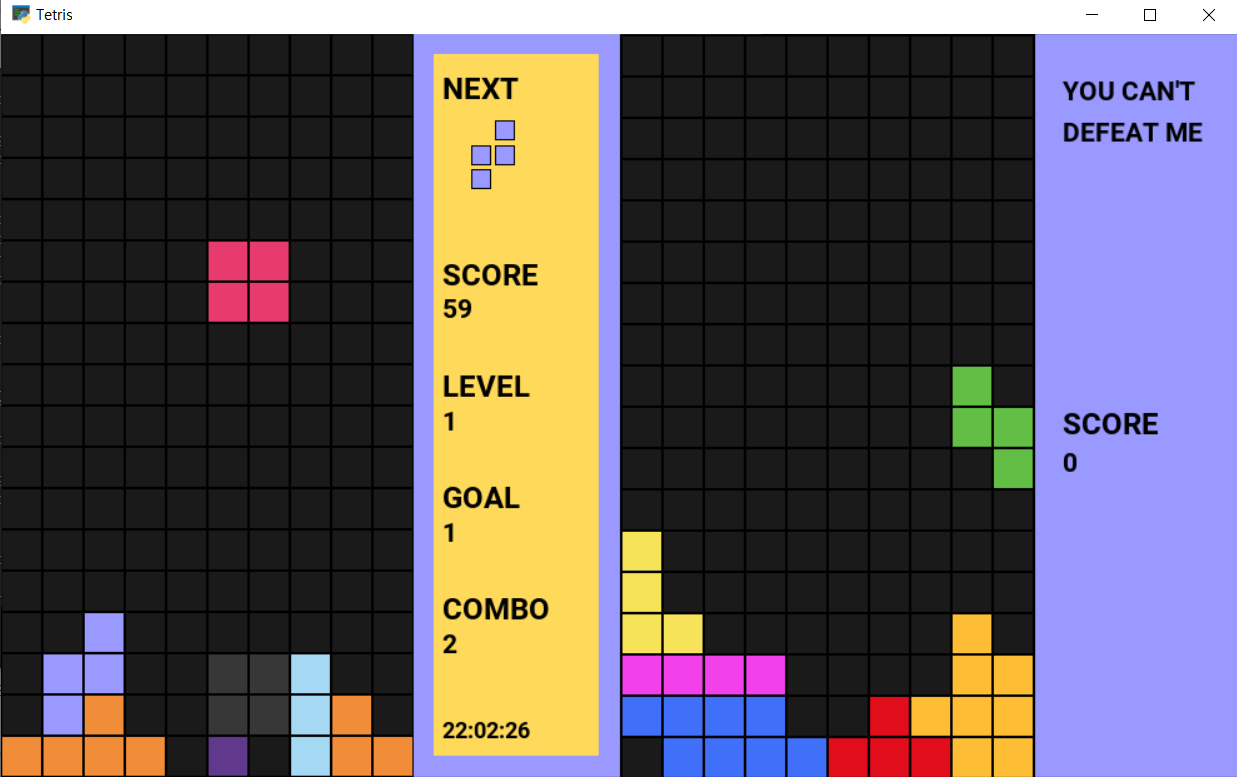 Tetris
NEXT
SCORE
59
LEVEL
1
GOAL
1
COMBO
2
22:02:26
YOU CAN'T
DEFEAT ME
SCORE
0